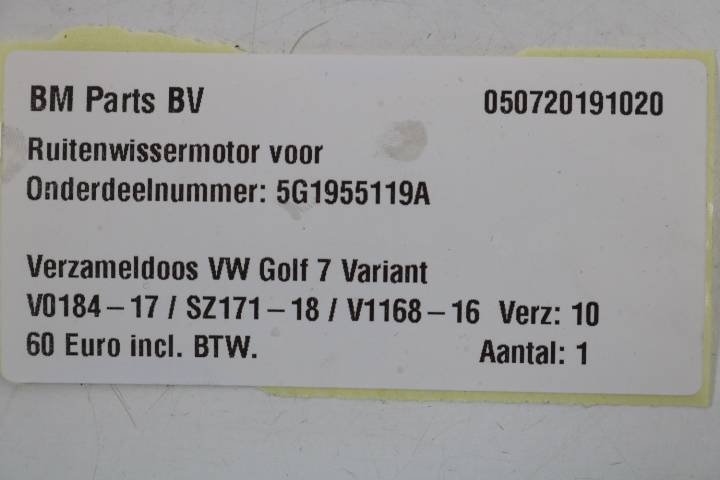 BM Parts BV 050720191020
Ruitenwissermotor voor
Onderdeelnummer: 5G1955119A
Verzameldoos VW Golf 7 Variant
V0184-17 / SZ171-18 / V1168-16 Verz: 10
60 Euro incl. BTW. Aantal: 1